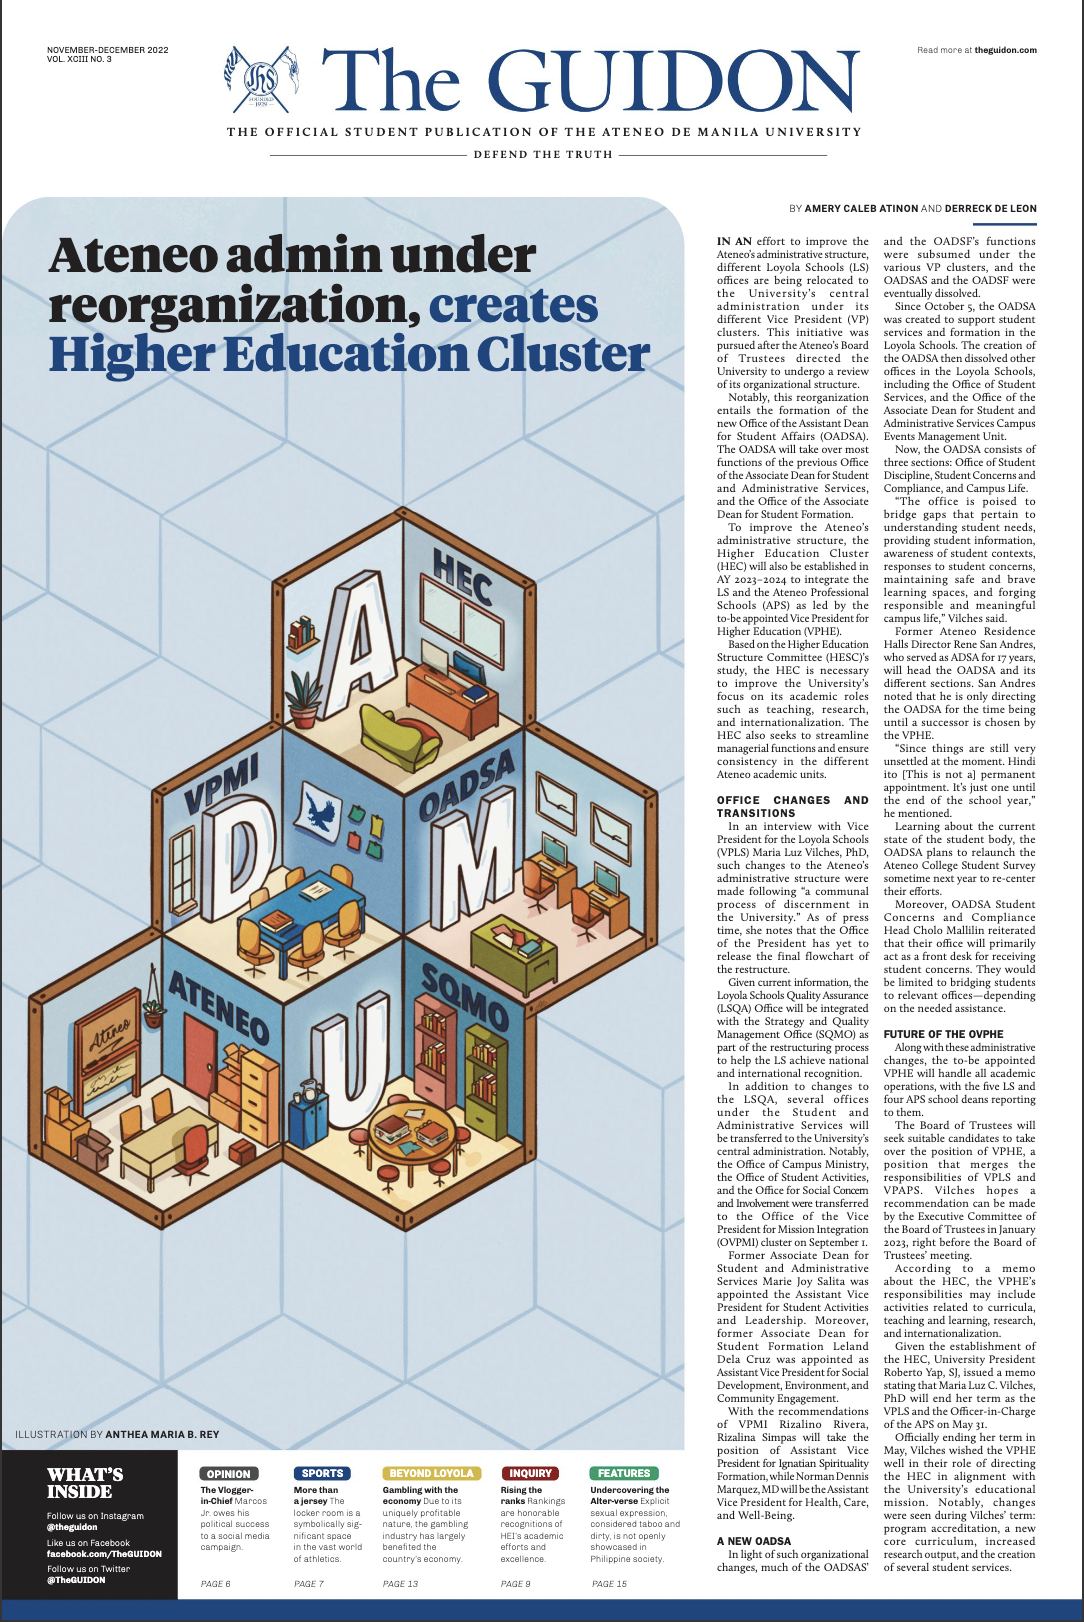 NOVEMBER-DECEMBER 2022
VOL. XCIII NO. 3
The GUIDON
JHS
FOUNDED
1929
Read more at theguidon.com
THE OFFICIAL STUDENT PUBLICATION OF THE ATENEO DE MANILA UNIVERSITY
DEFEND THE TRUTH
Ateneo admin under
reorganization, creates
Higher Education Cluster
A
HEC
VPMI
D
OADSA
M
ATENEO
Ateneo
U
SQMO
ILLUSTRATION BY ANTHEA MARIA B. REY
BY AMERY CALEB ATINON AND DERRECK DE LEON
IN AN effort to improve the
Ateneo's administrative structure,
different Loyola Schools (LS)
offices are being relocated to
the University's central
administration under its
different Vice President (VP)
clusters. This initiative was
pursued after the Ateneo's Board
of Trustees directed the
University to undergo a review
of its organizational structure.
Notably, this reorganization
entails the formation of the
new Office of the Assistant Dean
for Student Affairs (OADSA).
The OADSA will take over most
functions of the previous Office
of the Associate Dean for Student
and Administrative Services,
and the Office of the Associate
Dean for Student Formation.
To improve the Ateneo's
administrative structure, the
Higher Education Cluster
(HEC) will also be established in
AY 2023–2024 to integrate the
LS and the Ateneo Professional
Schools (APS) as led by the
to-be appointed Vice President for
Higher Education (VPHE).
Based on the Higher Education
Structure Committee (HESC)'s
study, the HEC is necessary
to improve the University's
focus on its academic roles
such as teaching, research,
and internationalization. The
HEC also seeks to streamline
managerial functions and ensure
consistency in the different
Ateneo academic units.
OFFICE CHANGES AND
TRANSITIONS
In an interview with Vice
President for the Loyola Schools
(VPLS) Maria Luz Vilches, PhD,
such changes to the Ateneo's
administrative structure were
made following “a communal
process of discernment in
the University.” As of press
time, she notes that the Office
of the President has yet to
release the final flowchart of
the restructure.
Given current information, the
Loyola Schools Quality Assurance
(LSQA) Office will be integrated
with the Strategy and Quality
Management Office (SQMO) as
part of the restructuring process
to help the LS achieve national
and international recognition.
In addition to changes to
the LSQA, several offices
under the Student and
Administrative Services will
be transferred to the University's
central administration. Notably,
the Office of Campus Ministry,
the Office of Student Activities,
and the Office for Social Concern
and Involvement were transferred
to the Office of the Vice
President for Mission Integration
(OVPMI) cluster on September 1.
Former Associate Dean for
Student and Administrative
Services Marie Joy Salita was
appointed the Assistant Vice
President for Student Activities
and Leadership. Moreover,
former Associate Dean for
Student Formation Leland
Dela Cruz was appointed as
Assistant Vice President for Social
Development, Environment, and
Community Engagement.
With the recommendations
of VPMI Rizalino Rivera,
Rizalina Simpas will take the
position of Assistant Vice
President for Ignatian Spirituality
Formation, while Norman Dennis
Marquez, MD will be the Assistant
Vice President for Health, Care,
and Well-Being.
A NEW OADSA
In light of such organizational
changes, much of the OADSAS'
and the OADSF's functions
were subsumed under the
various VP clusters, and the
OADSAS and the OADSF were
eventually dissolved.
Since October 5, the OADSA
was created to support student
services and formation in the
Loyola Schools. The creation of
the OADSA then dissolved other
offices in the Loyola Schools,
including the Office of Student
Services, and the Office of the
Associate Dean for Student and
Administrative Services Campus
Events Management Unit.
Now, the OADSA consists of
three sections: Office of Student
Discipline, Student Concerns and
Compliance, and Campus Life.
“The office is poised to
bridge gaps that pertain to
understanding student needs,
providing student information,
awareness of student contexts,
responses to student concerns,
maintaining safe and brave
learning spaces, and forging
responsible and meaningful
campus life,” Vilches said.
Former Ateneo Residence
Halls Director Rene San Andres,
who served as ADSA for 17 years,
will head the OADSA and its
different sections. San Andres
noted that he is only directing
the OADSA for the time being
until a successor is chosen by
the VPHE.
“Since things are still very
unsettled at the moment. Hindi
ito [This is not a] permanent
appointment. It's just one until
the end of the school year,”
he mentioned.
Learning about the current
state of the student body, the
OADSA plans to relaunch the
Ateneo College Student Survey
sometime next year to re-center
their efforts.
Moreover, OADSA Student
Concerns and Compliance
Head Cholo Mallilin reiterated
that their office will primarily
act as a front desk for receiving
student concerns. They would
be limited to bridging students
to relevant offices—depending
on the needed assistance.
FUTURE OF THE OVPHE
Along with these administrative
changes, the to-be appointed
VPHE will handle all academic
operations, with the five LS and
four APS school deans reporting
to them.
The Board of Trustees will
seek suitable candidates to take
over the position of VPHE, a
position that merges the
responsibilities of VPLS and
VPAPS. Vilches hopes a
recommendation can be made
by the Executive Committee of
the Board of Trustees in January
2023, right before the Board of
Trustees' meeting.
According to a memo
about the HEC, the VPHE's
responsibilities may include
activities related to curricula,
teaching and learning, research,
and internationalization.
Given the establishment of
the HEC, University President
Roberto Yap, SJ, issued a memo
stating that Maria Luz C. Vilches,
PhD will end her term as the
VPLS and the Officer-in-Charge
of the APS on May 31.
Officially ending her term in
May, Vilches wished the VPHE
well in their role of directing
the HEC in alignment with
the University's educational
mission. Notably, changes
were seen during Vilches' term:
program accreditation, a new
core curriculum, increased
research output, and the creation
of several student services.
WHAT'S
INSIDE
Follow us on Instagram
@theguidon
Like us on Facebook
facebook.com/TheGUIDON
Follow us on Twitter
@TheGUIDON
OPINION
The Vlogger-
in-Chief Marcos
Jr. owes his
political success
to a social media
campaign.
PAGE 6
SPORTS
More than
a jersey The
locker room is a
symbolically sig-
nificant space
in the vast world
of athletics.
PAGE 7
BEYOND LOYOLA
Gambling with the
economy Due to its
uniquely profitable
nature, the gambling
industry has largely
benefited the
country's economy.
PAGE 13
INQUIRY
Rising the
ranks Rankings
are honorable
recognitions of
HEI's academic
efforts and
excellence.
PAGE 9
FEATURES
Undercovering the
Alter-verse Explicit
sexual expression,
considered taboo and
dirty, is not openly
showcased in
Philippine society.
PAGE 15